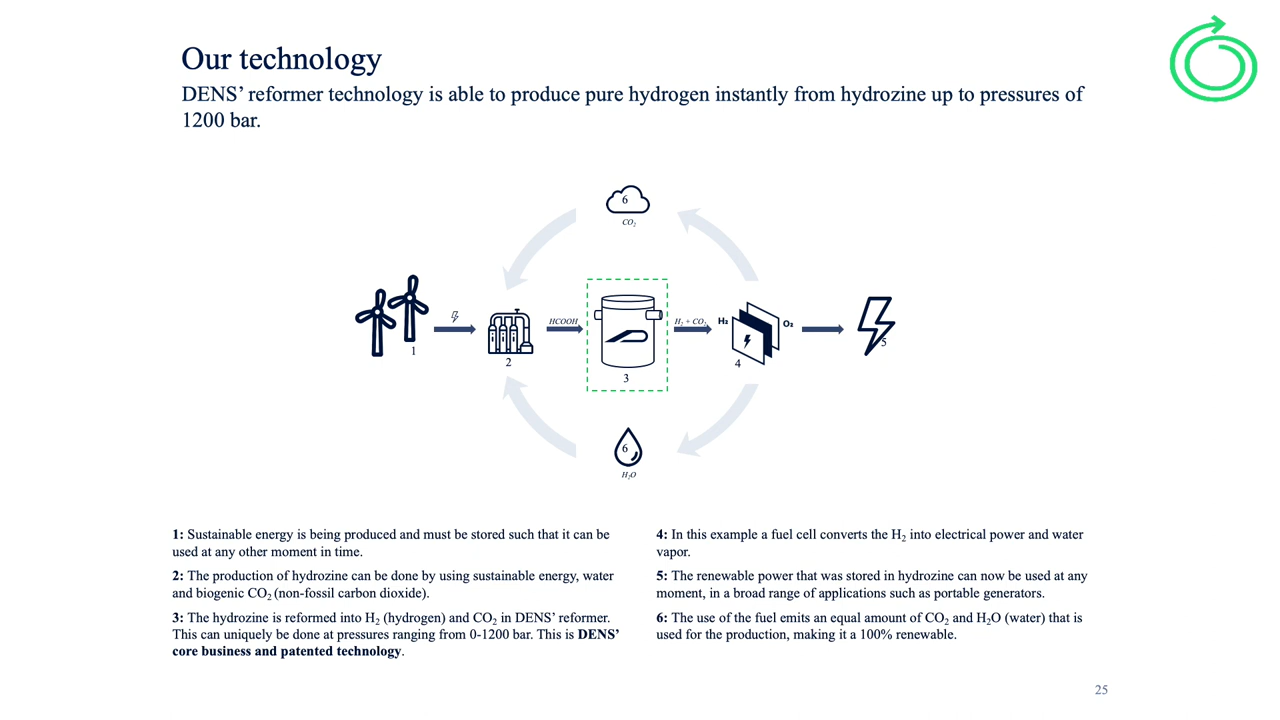 Our technology
DENS’ reformer technology is able to produce pure hydrogen instantly from hydrozine up to pressures of
1200 bar.
6
CO₂
1
2
HCOOH
3
H₂ + CO₂
H₂
O₂
4
5
6
H₂O
1: Sustainable energy is being produced and must be stored such that it can be
used at any other moment in time.
2: The production of hydrozine can be done by using sustainable energy, water
and biogenic CO₂ (non-fossil carbon dioxide).
3: The hydrozine is reformed into H₂ (hydrogen) and CO₂ in DENS’ reformer.
This can uniquely be done at pressures ranging from 0-1200 bar. This is DENS’
core business and patented technology.
4: In this example a fuel cell converts the H₂ into electrical power and water
vapor.
5: The renewable power that was stored in hydrozine can now be used at any
moment, in a broad range of applications such as portable generators.
6: The use of the fuel emits an equal amount of CO₂ and H₂O (water) that is
used for the production, making it a 100% renewable.
25